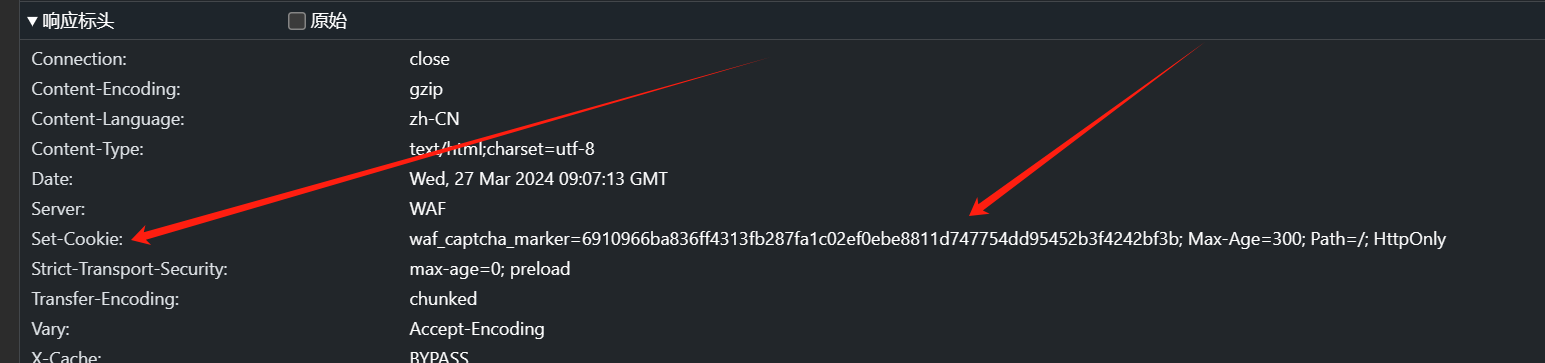 ▼ 响应标头 原始
Connection: close
Content-Encoding: gzip
Content-Language: zh-CN
Content-Type: text/html;charset=utf-8
Date: Wed, 27 Mar 2024 09:07:13 GMT
Server: WAF
Set-Cookie: waf_captcha_marker=6910966ba836ff4313fb287fa1c02ef0ebe8811d747754dd95452b3f4242bf3b; Max-Age=300; Path=/; HttpOnly
Strict-Transport-Security: max-age=0; preload
Transfer-Encoding: chunked
Vary: Accept-Encoding
X-Cache: BYPASS